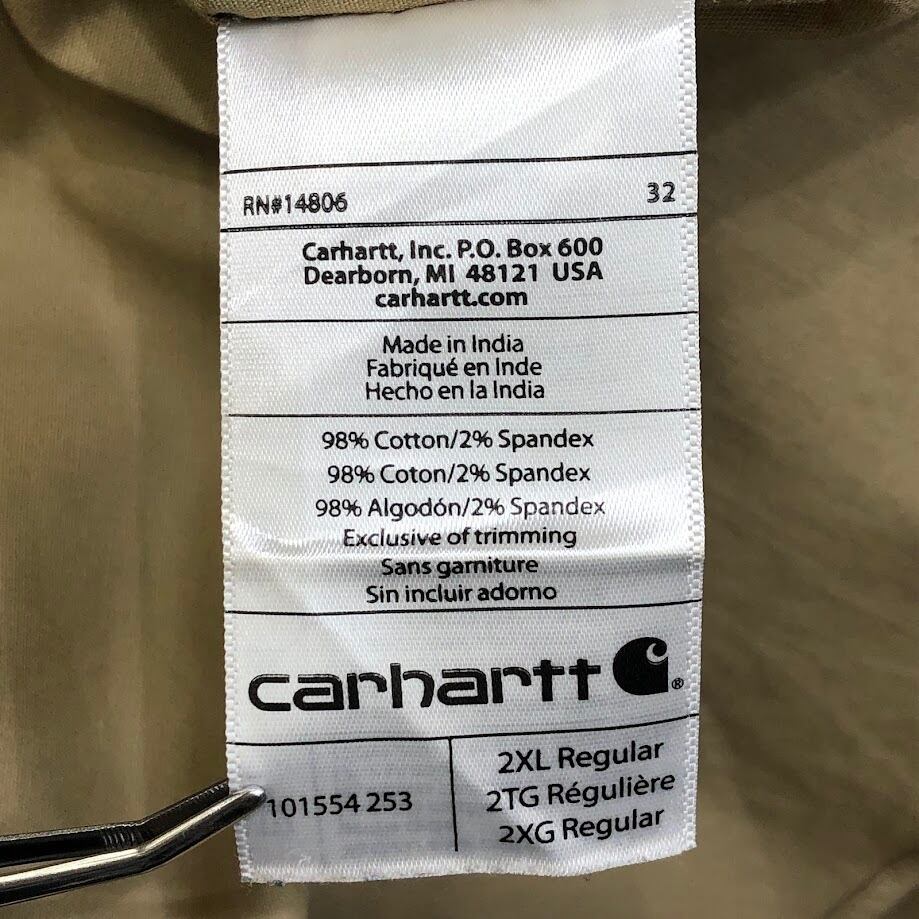 RN#14806 32
Carhartt, Inc. P.O. Box 600
Dearborn, MI 48121 USA
carhartt.com
Made in India
Fabriqué en Inde
Hecho en la India
98% Cotton/2% Spandex
98% Coton/2% Spandex
98% Algodón/2% Spandex
Exclusive of trimming
Sans garniture
Sin incluir adorno
carhartt ®
101554 253
2XL Regular
2TG Régulière
2XG Regular